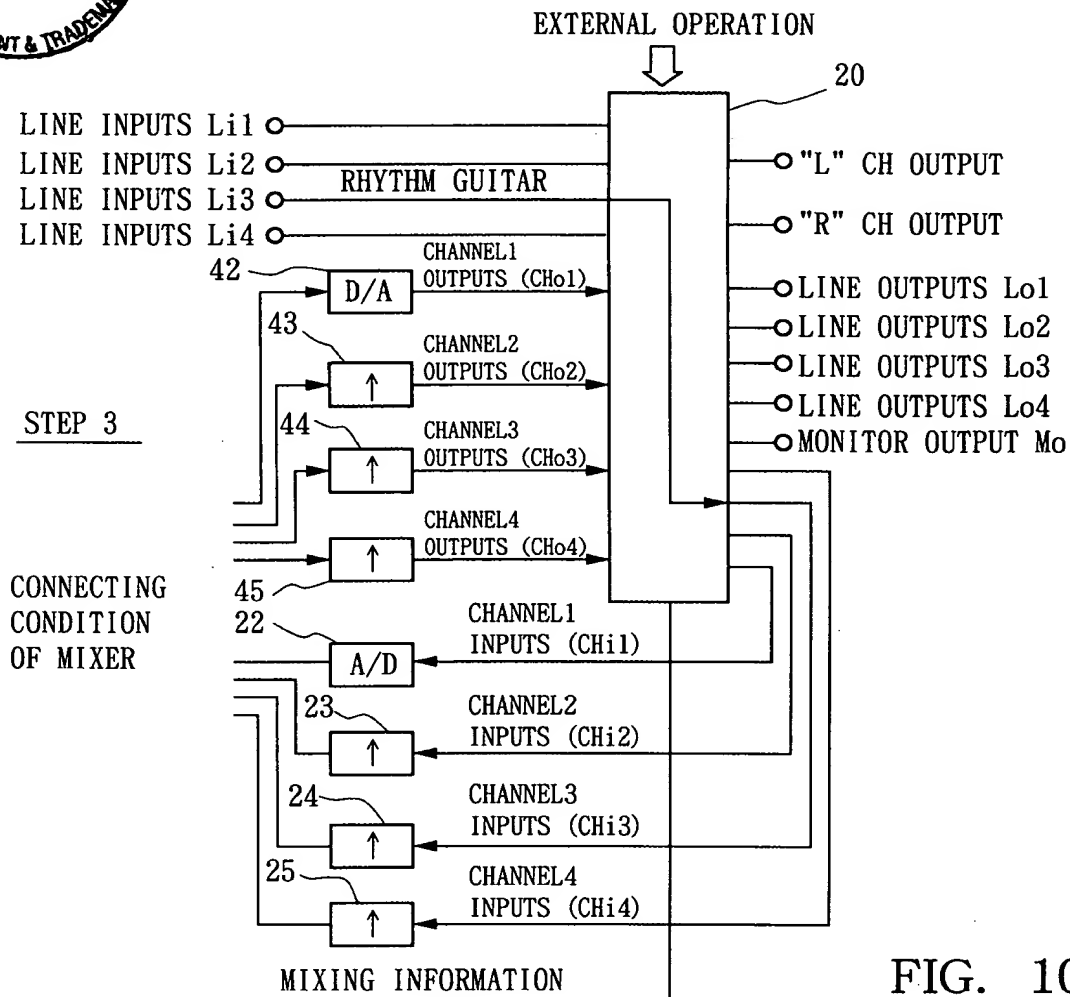 NT & TRADEMA
EXTERNAL OPERATION
20
LINE INPUTS Li1
LINE INPUTS Li2
LINE INPUTS Li3
LINE INPUTS Li4
RHYTHM GUITAR
"L" CH OUTPUT
"R" CH OUTPUT
LINE OUTPUTS Lo1
LINE OUTPUTS Lo2
LINE OUTPUTS Lo3
LINE OUTPUTS Lo4
MONITOR OUTPUT Mo
42
D/A
CHANNEL1
OUTPUTS (CHo1)
43
↑
CHANNEL2
OUTPUTS (CHo2)
STEP 3
44
↑
CHANNEL3
OUTPUTS (CHo3)
45
↑
CHANNEL4
OUTPUTS (CHo4)
CONNECTING
CONDITION
OF MIXER
22
A/D
CHANNEL1
INPUTS (CHi1)
23
↑
CHANNEL2
INPUTS (CHi2)
24
↑
CHANNEL3
INPUTS (CHi3)
25
↑
CHANNEL4
INPUTS (CHi4)
MIXING INFORMATION
FIG. 10